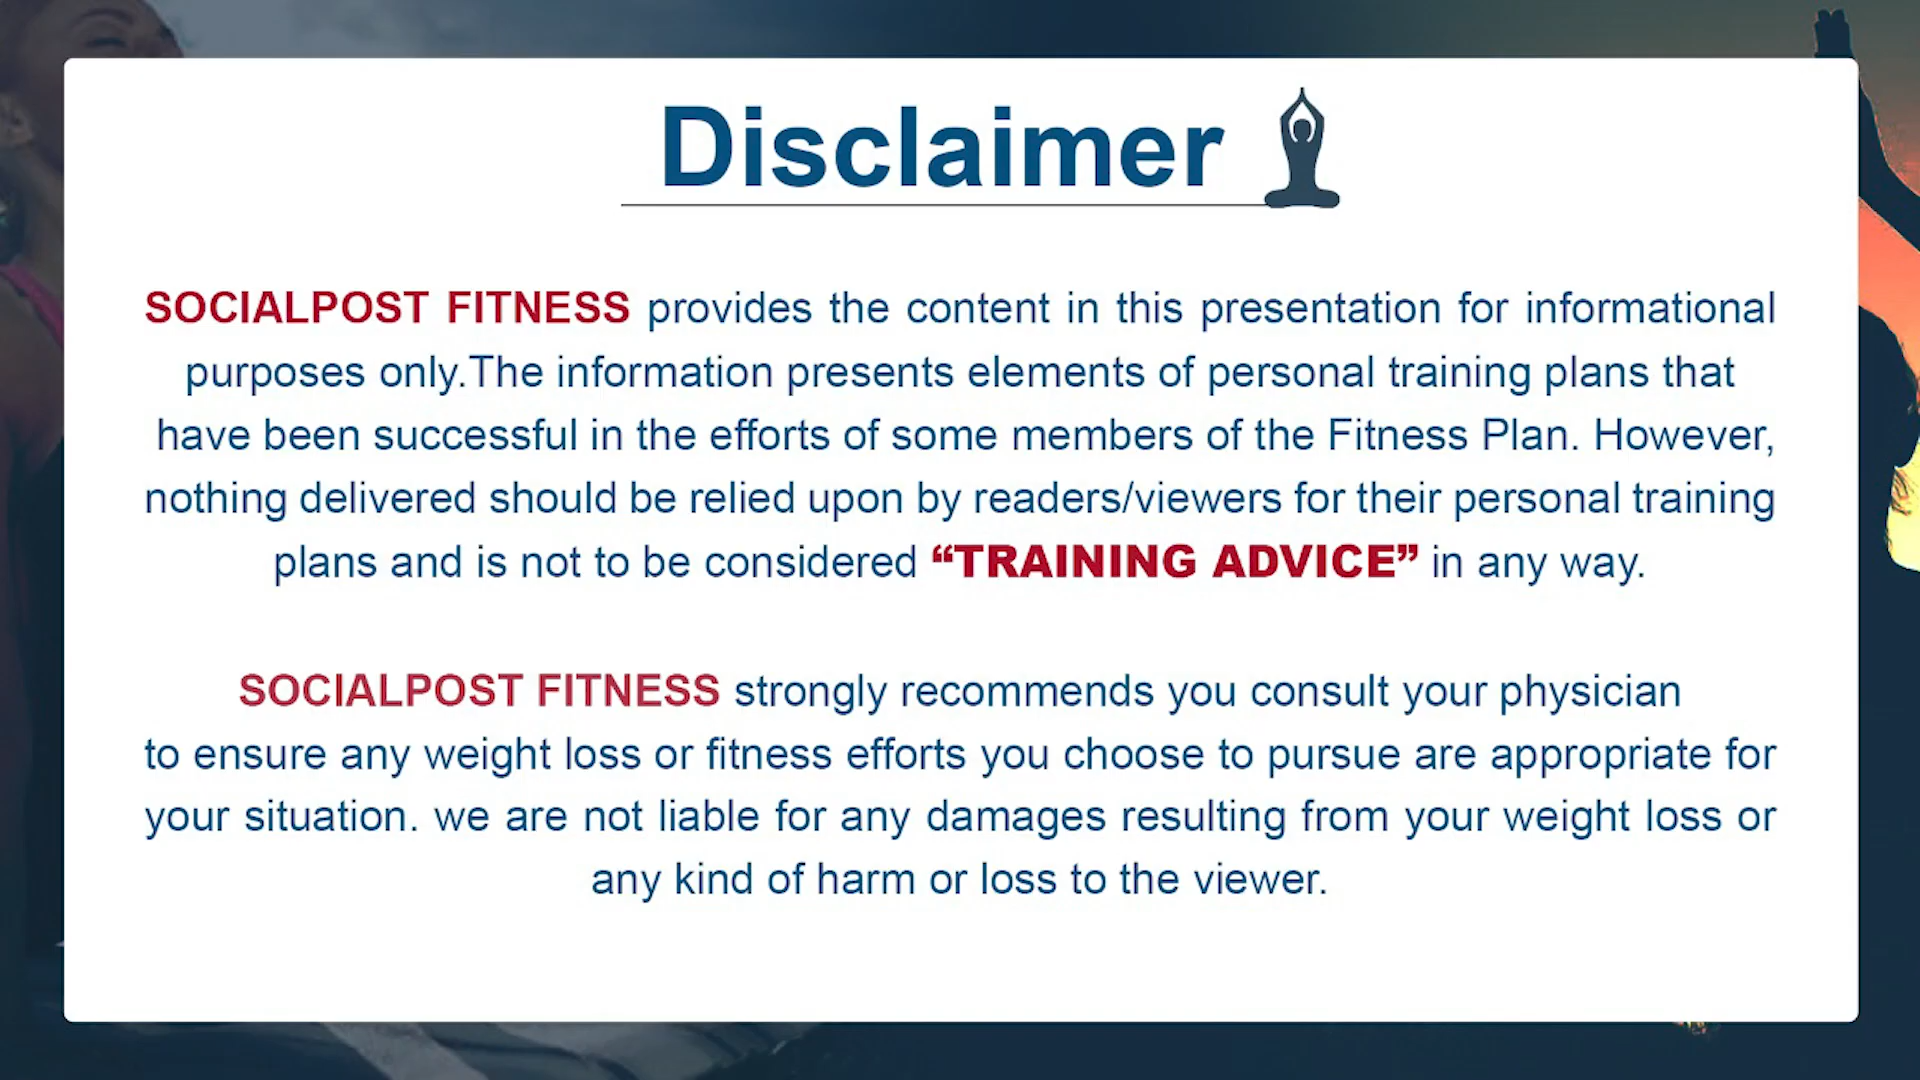 Disclaimer
SOCIALPOST FITNESS provides the content in this presentation for informational
purposes only.The information presents elements of personal training plans that
have been successful in the efforts of some members of the Fitness Plan. However,
nothing delivered should be relied upon by readers/viewers for their personal training
plans and is not to be considered “TRAINING ADVICE” in any way.
SOCIALPOST FITNESS strongly recommends you consult your physician
to ensure any weight loss or fitness efforts you choose to pursue are appropriate for
your situation. we are not liable for any damages resulting from your weight loss or
any kind of harm or loss to the viewer.